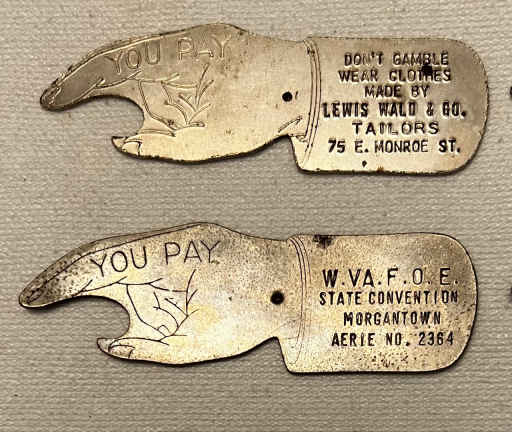 YOU PAY
DON'T GAMBLE
WEAR CLOTHES
MADE BY
LEWIS WALD & CO.
TAILORS
75 E. MONROE ST.
YOU PAY
W.VA.F.O.E.
STATE CONVENTION
MORGANTOWN
AERIE NO. 2364